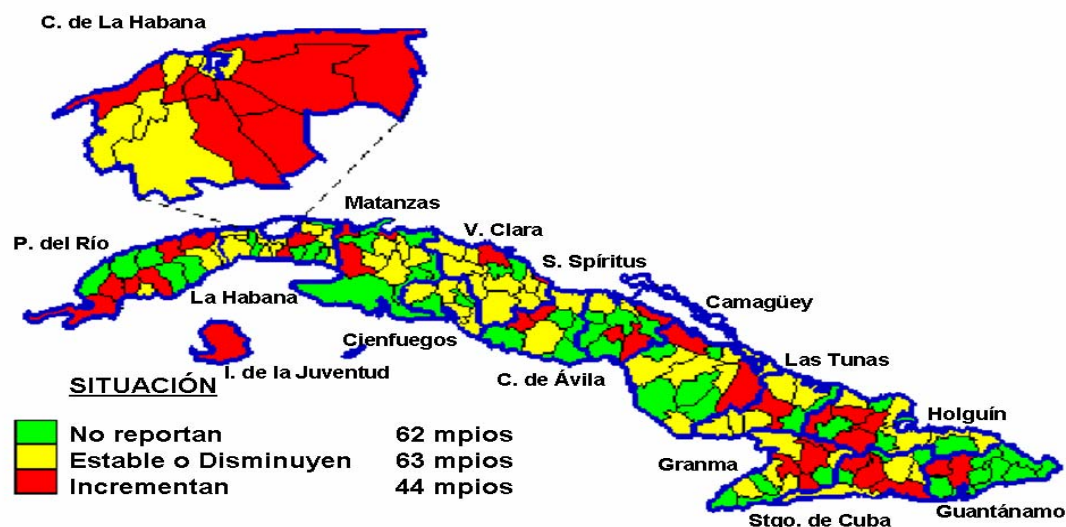 C. de La Habana
Matanzas
V. Clara
P. del Río
S. Spíritus
La Habana
Camagüey
Cienfuegos
I. de la Juventud
Las Tunas
C. de Ávila
SITUACIÓN
Holguín
No reportan 62 mpios
Estable o Disminuyen 63 mpios
Granma
Incrementan 44 mpios
Guantánamo
Stgo. de Cuba